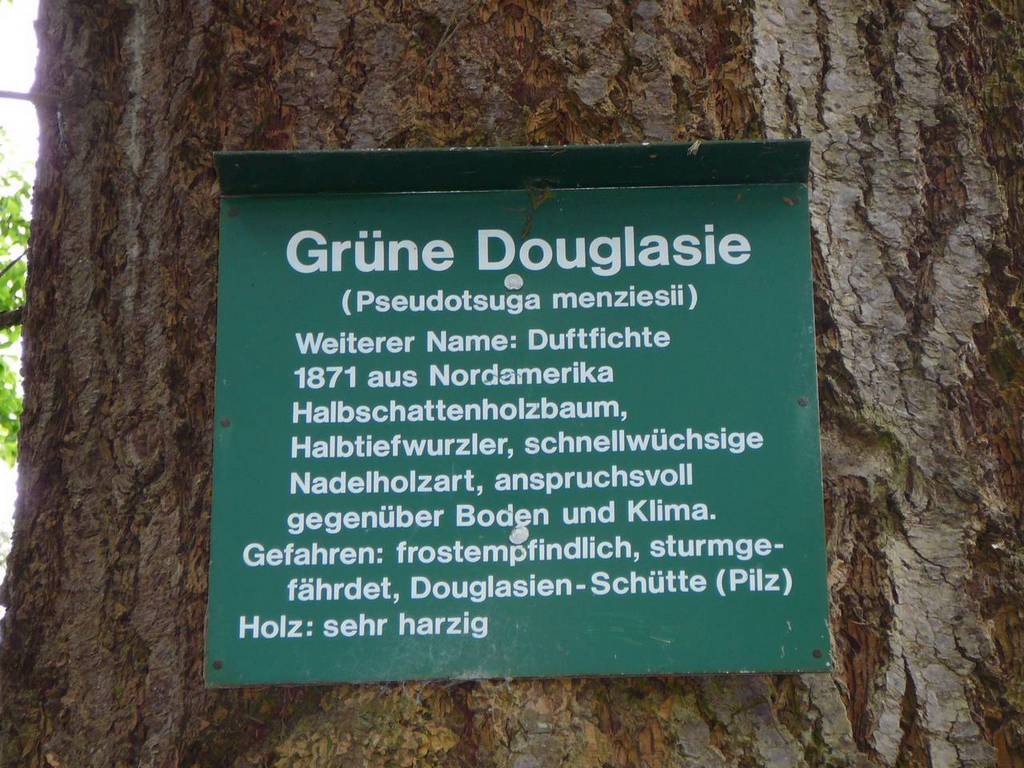 Grüne Douglasie
(Pseudotsuga menziesii)
Weiterer Name: Duftfichte
1871 aus Nordamerika
Halbschattenholzbaum,
Halbtiefwurzler, schnellwüchsige
Nadelholzart, anspruchsvoll
gegenüber Boden und Klima.
Gefahren: frostempfindlich, sturmge-
fährdet, Douglasien-Schütte (Pilz)
Holz: sehr harzig